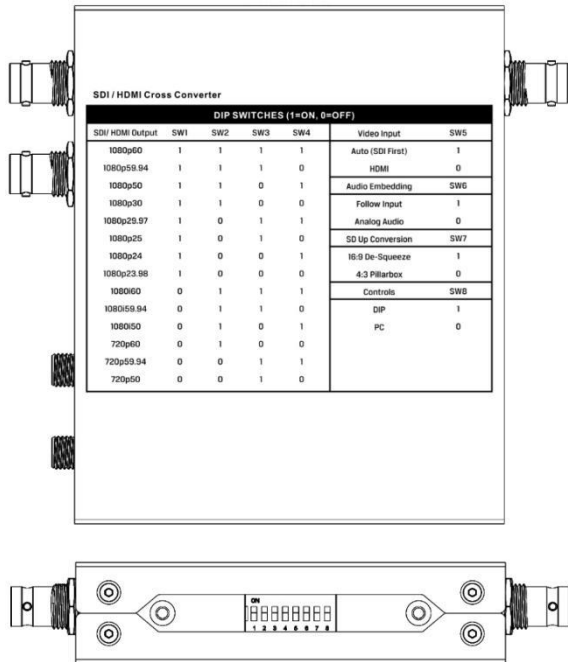 SDI / HDMI Cross Converter
DIP SWITCHES (1=ON, 0=OFF)
SDI/ HDMI Output SW1 SW2 SW3 SW4 Video Input SW5
1080p60 1 1 1 1 Auto (SDI First) 1
1080p59.94 1 1 1 0 HDMI 0
1080p50 1 1 0 1 Audio Embedding SW6
1080p30 1 1 0 0 Follow Input 1
1080p29.97 1 0 1 1 Analog Audio 0
1080p25 1 0 1 0 SD Up Conversion SW7
1080p24 1 0 0 1 16:9 De-Squeeze 1
1080p23.98 1 0 0 0 4:3 Pillarbox 0
1080i60 0 1 1 1 Controls SW8
1080i59.94 0 1 1 0 DIP 1
1080i50 0 1 0 1 PC 0
720p60 0 1 0 0
720p59.94 0 0 1 1
720p50 0 0 1 0
ON
1 2 3 4 5 6 7 8